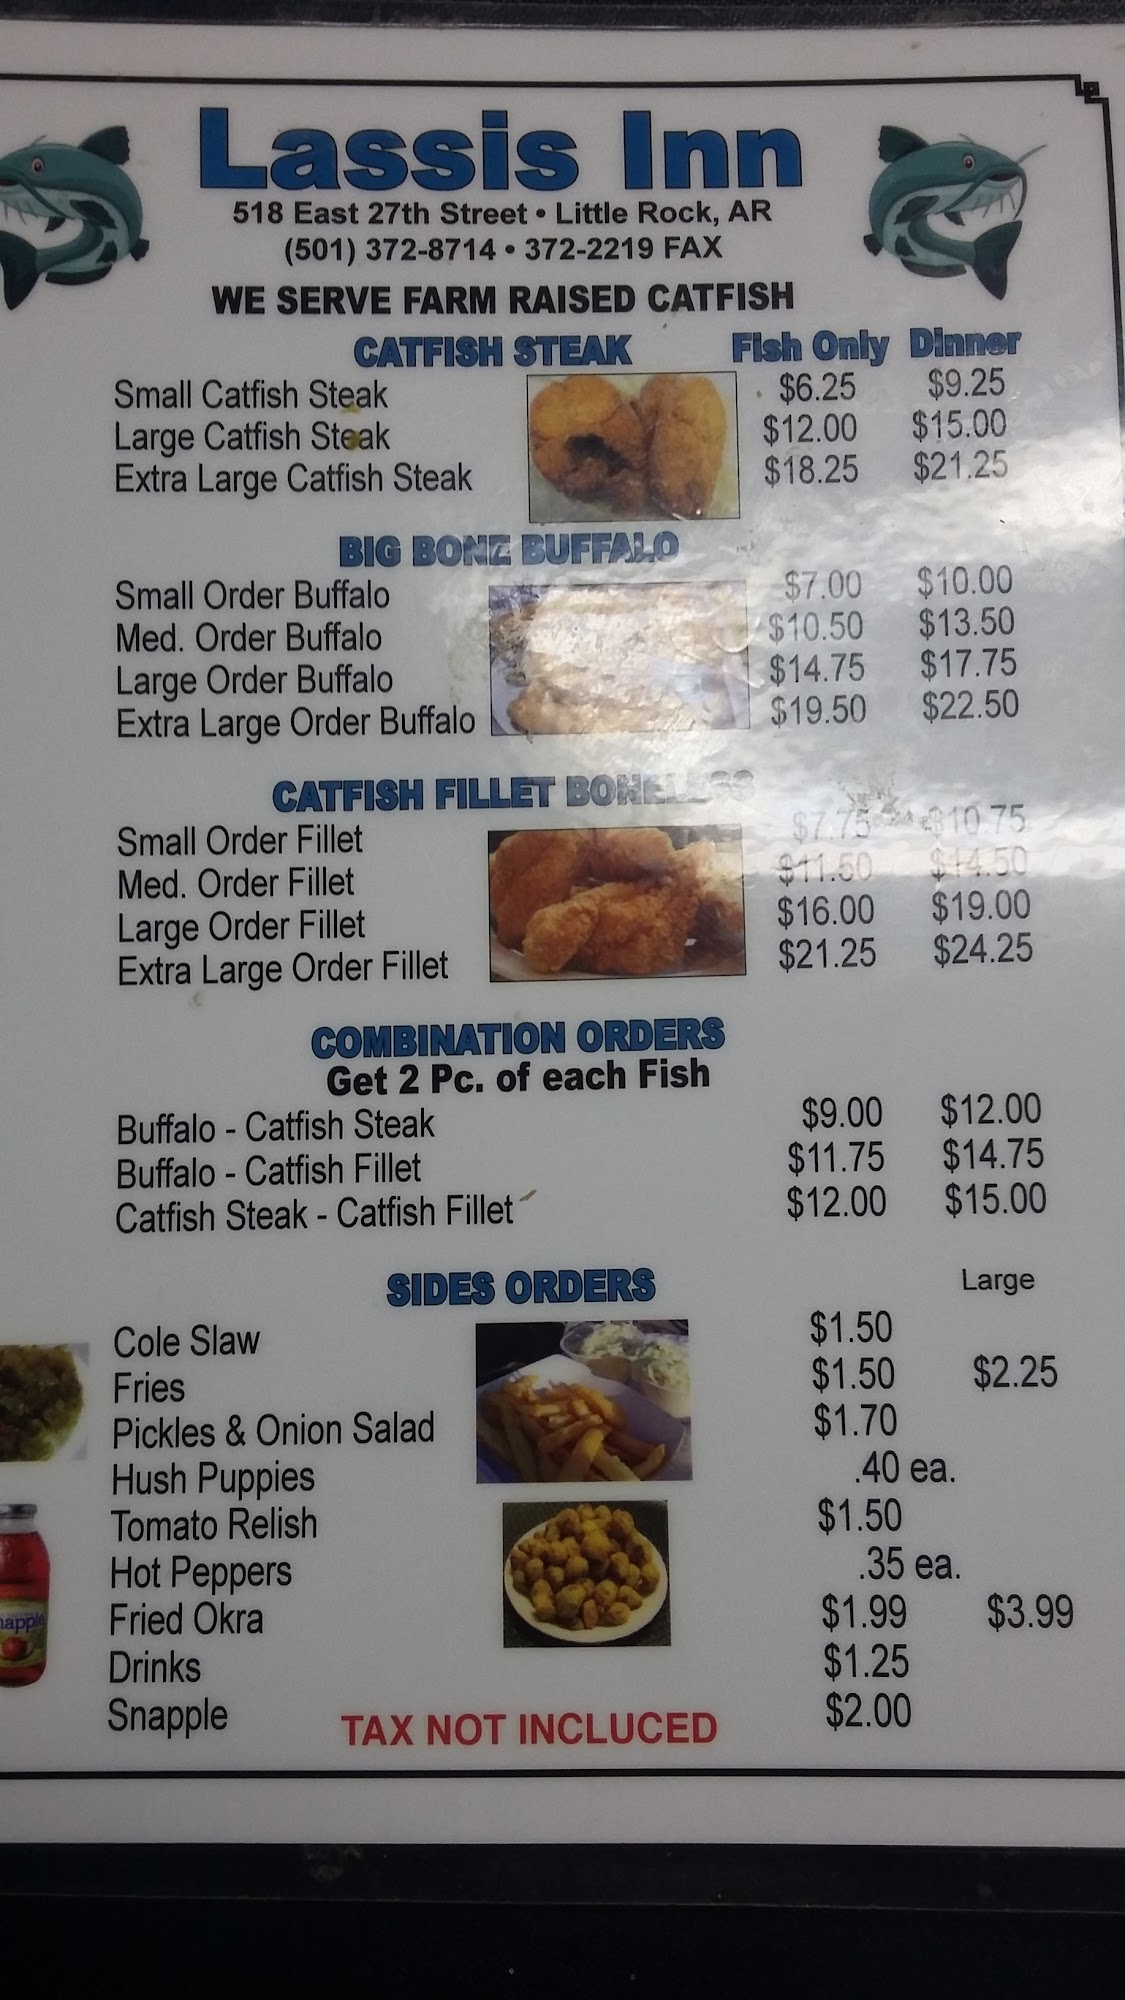 Lassis Inn
518 East 27th Street • Little Rock, AR
(501) 372-8714 • 372-2219 FAX
WE SERVE FARM RAISED CATFISH
CATFISH STEAK Fish Only Dinner
Small Catfish Steak $6.25 $9.25
Large Catfish Steak $12.00 $15.00
Extra Large Catfish Steak $18.25 $21.25
BIG BONE BUFFALO
Small Order Buffalo $7.00 $10.00
Med. Order Buffalo $10.50 $13.50
Large Order Buffalo $14.75 $17.75
Extra Large Order Buffalo $19.50 $22.50
CATFISH FILLET BONELESS
Small Order Fillet $7.75 $10.75
Med. Order Fillet $11.50 $14.50
Large Order Fillet $16.00 $19.00
Extra Large Order Fillet $21.25 $24.25
COMBINATION ORDERS
Get 2 Pc. of each Fish
Buffalo - Catfish Steak $9.00 $12.00
Buffalo - Catfish Fillet $11.75 $14.75
Catfish Steak - Catfish Fillet $12.00 $15.00
SIDES ORDERS Large
Cole Slaw $1.50
Fries $1.50 $2.25
Pickles & Onion Salad $1.70
Hush Puppies .40 ea.
Tomato Relish $1.50
Hot Peppers .35 ea.
Fried Okra $1.99 $3.99
Drinks $1.25
Snapple $2.00
TAX NOT INCLUCED
napple